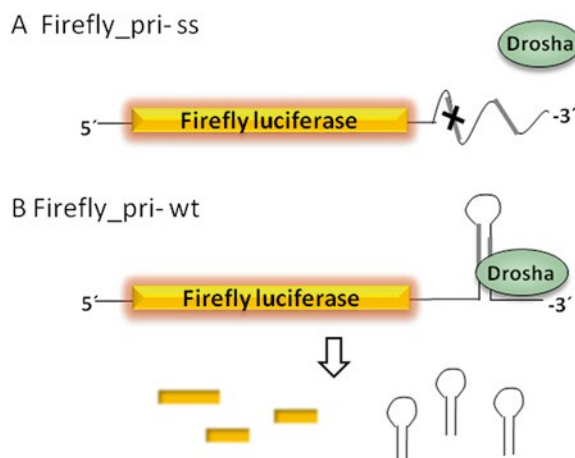 A Firefly_pri-ss
Drosha
5´
Firefly luciferase
-3´
B Firefly_pri-wt
Drosha
5´
Firefly luciferase
-3´